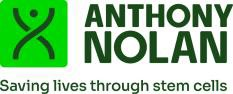 ANTHONY
NOLAN
Saving lives through stem cells